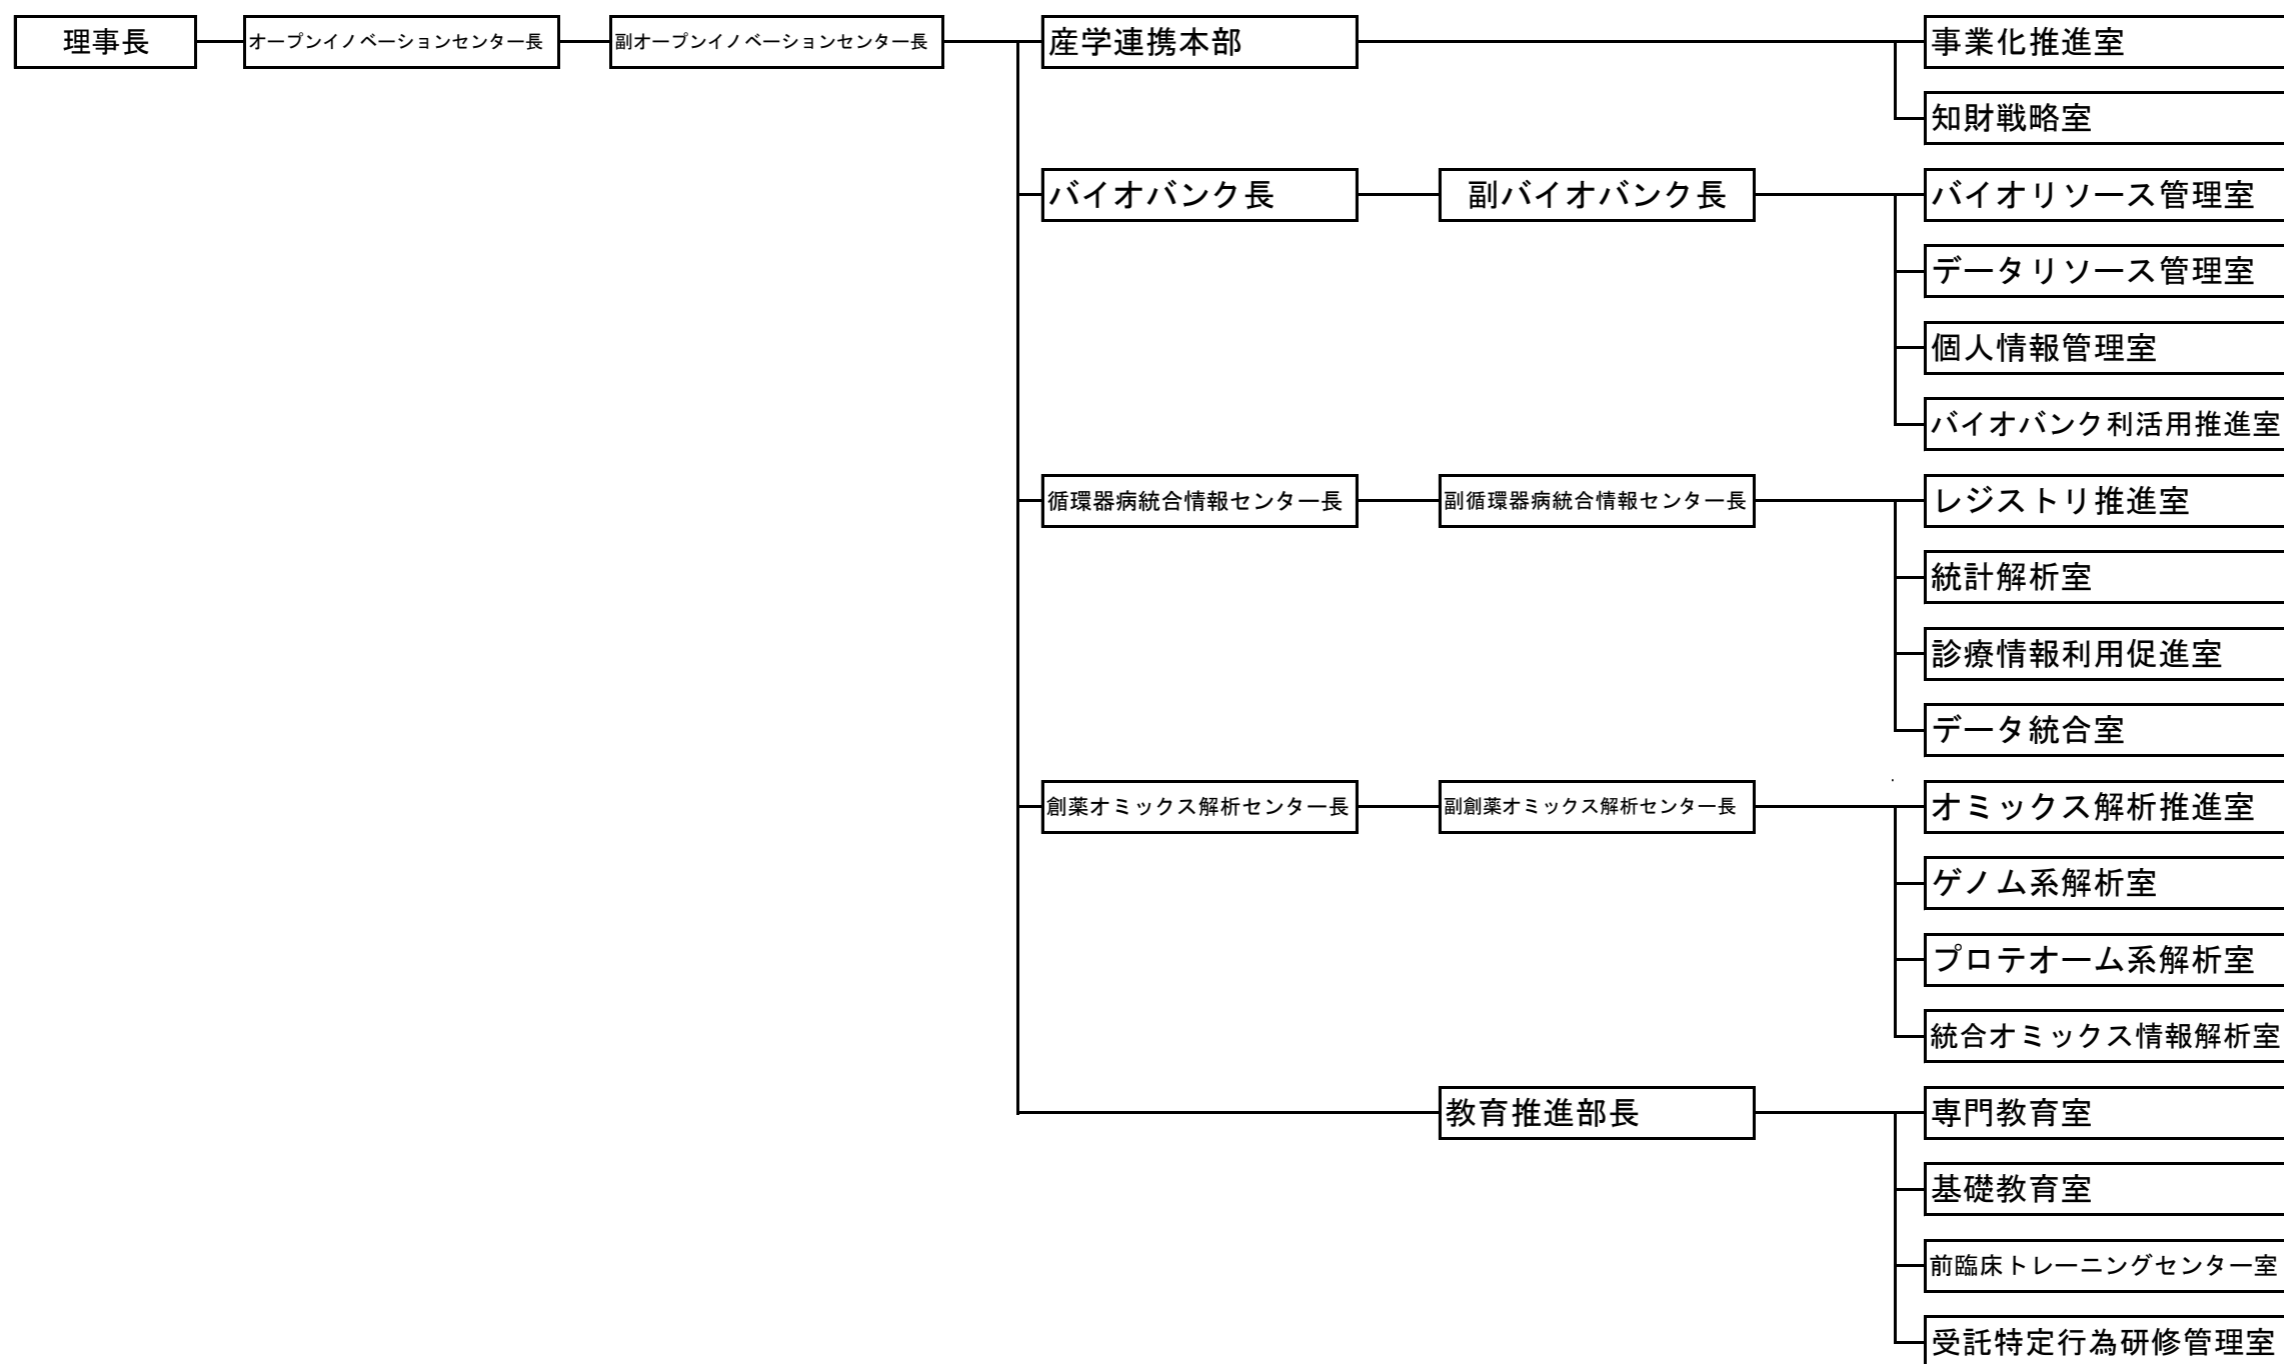 理事長
オープンイノベーションセンター長
副オープンイノベーションセンター長
産学連携本部
事業化推進室
知財戦略室
バイオバンク長
副バイオバンク長
バイオリソース管理室
データリソース管理室
個人情報管理室
バイオバンク利活用推進室
循環器病統合情報センター長
副循環器病統合情報センター長
レジストリ推進室
統計解析室
診療情報利用促進室
データ統合室
創薬オミックス解析センター長
副創薬オミックス解析センター長
オミックス解析推進室
ゲノム系解析室
プロテオーム系解析室
統合オミックス情報解析室
教育推進部長
専門教育室
基礎教育室
前臨床トレーニングセンター室
受託特定行為研修管理室